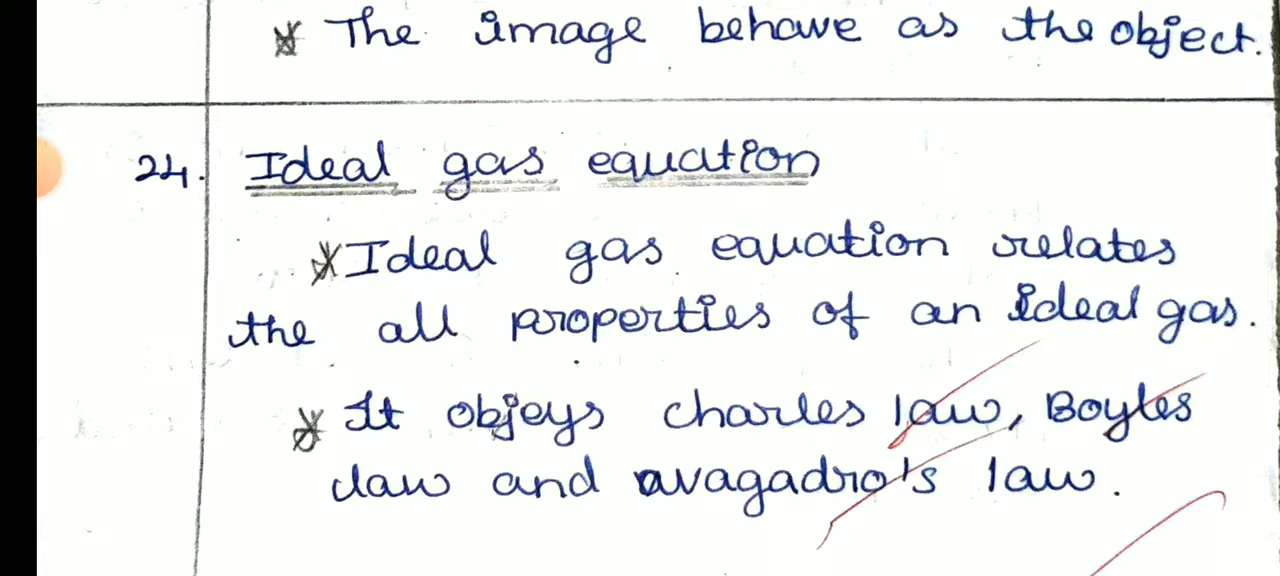 * The image behave as the object.
24. Ideal gas equation
* Ideal gas equation relates
the all properties of an ideal gas.
* It objeys charles law, Boyles
law and avagadro's law.